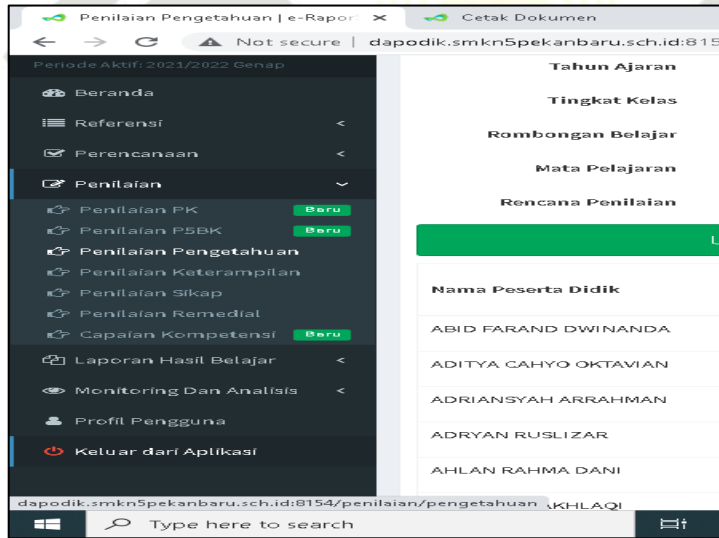 Penilaian Pengetahuan | e-Rapor
Cetak Dokumen
Not secure | dapodik.smkn5pekanbaru.sch.id:815
Periode Aktif: 2021/2022 Genap
Beranda
Referensi
Perencanaan
Penilaian
Penilaian PK Baru
Penilaian P5BK Baru
Penilaian Pengetahuan
Penilaian Keterampilan
Penilaian Sikap
Penilaian Remedial
Capaian Kompetensi Baru
Laporan Hasil Belajar
Monitoring Dan Analisis
Profil Pengguna
Keluar dari Aplikasi
Tahun Ajaran
Tingkat Kelas
Rombongan Belajar
Mata Pelajaran
Rencana Penilaian
Nama Peserta Didik
ABID FARAND DWINANDA
ADITYA CAHYO OKTAVIAN
ADRIANSYAH ARRAHMAN
ADRYAN RUSLIZAR
AHLAN RAHMA DANI
AKHLAQI
dapodik.smkn5pekanbaru.sch.id:8154/penilaian/pengetahuan
Type here to search